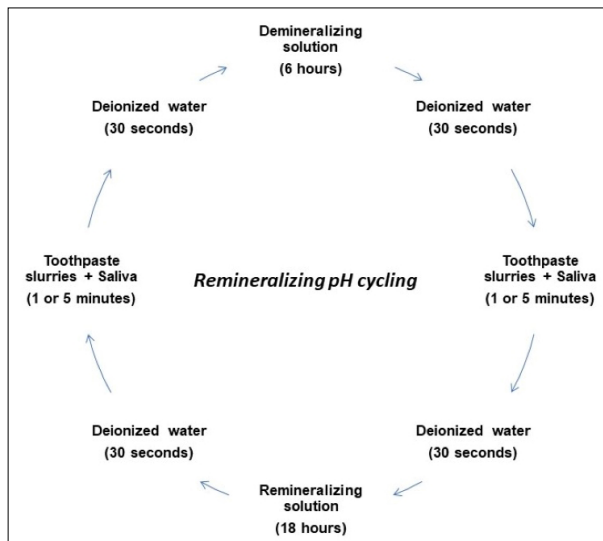 Demineralizing
solution
(6 hours)
Deionized water
(30 seconds)
Deionized water
(30 seconds)
Toothpaste
slurries + Saliva
(1 or 5 minutes)
Remineralizing pH cycling
Toothpaste
slurries + Saliva
(1 or 5 minutes)
Deionized water
(30 seconds)
Deionized water
(30 seconds)
Remineralizing
solution
(18 hours)